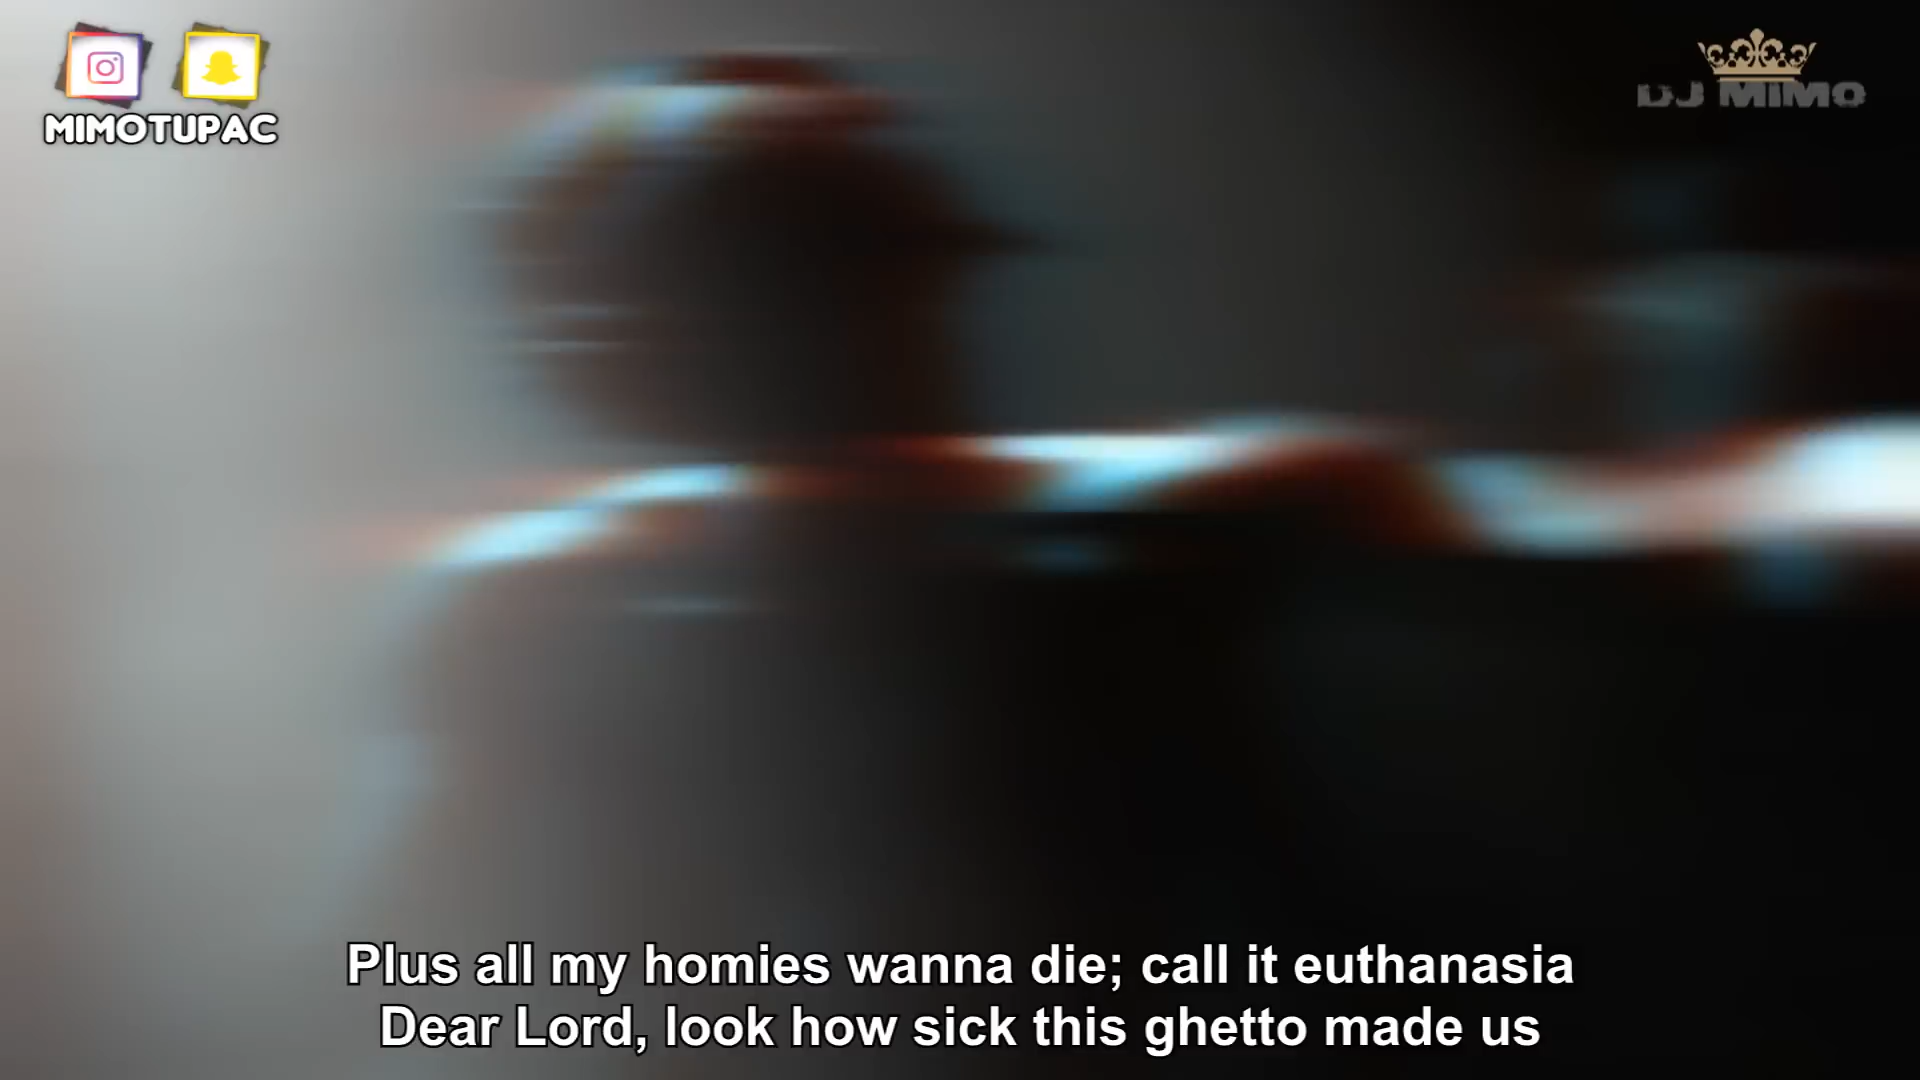 MIMOTUPAC
DJ MiMO
Plus all my homies wanna die; call it euthanasia
Dear Lord, look how sick this ghetto made us